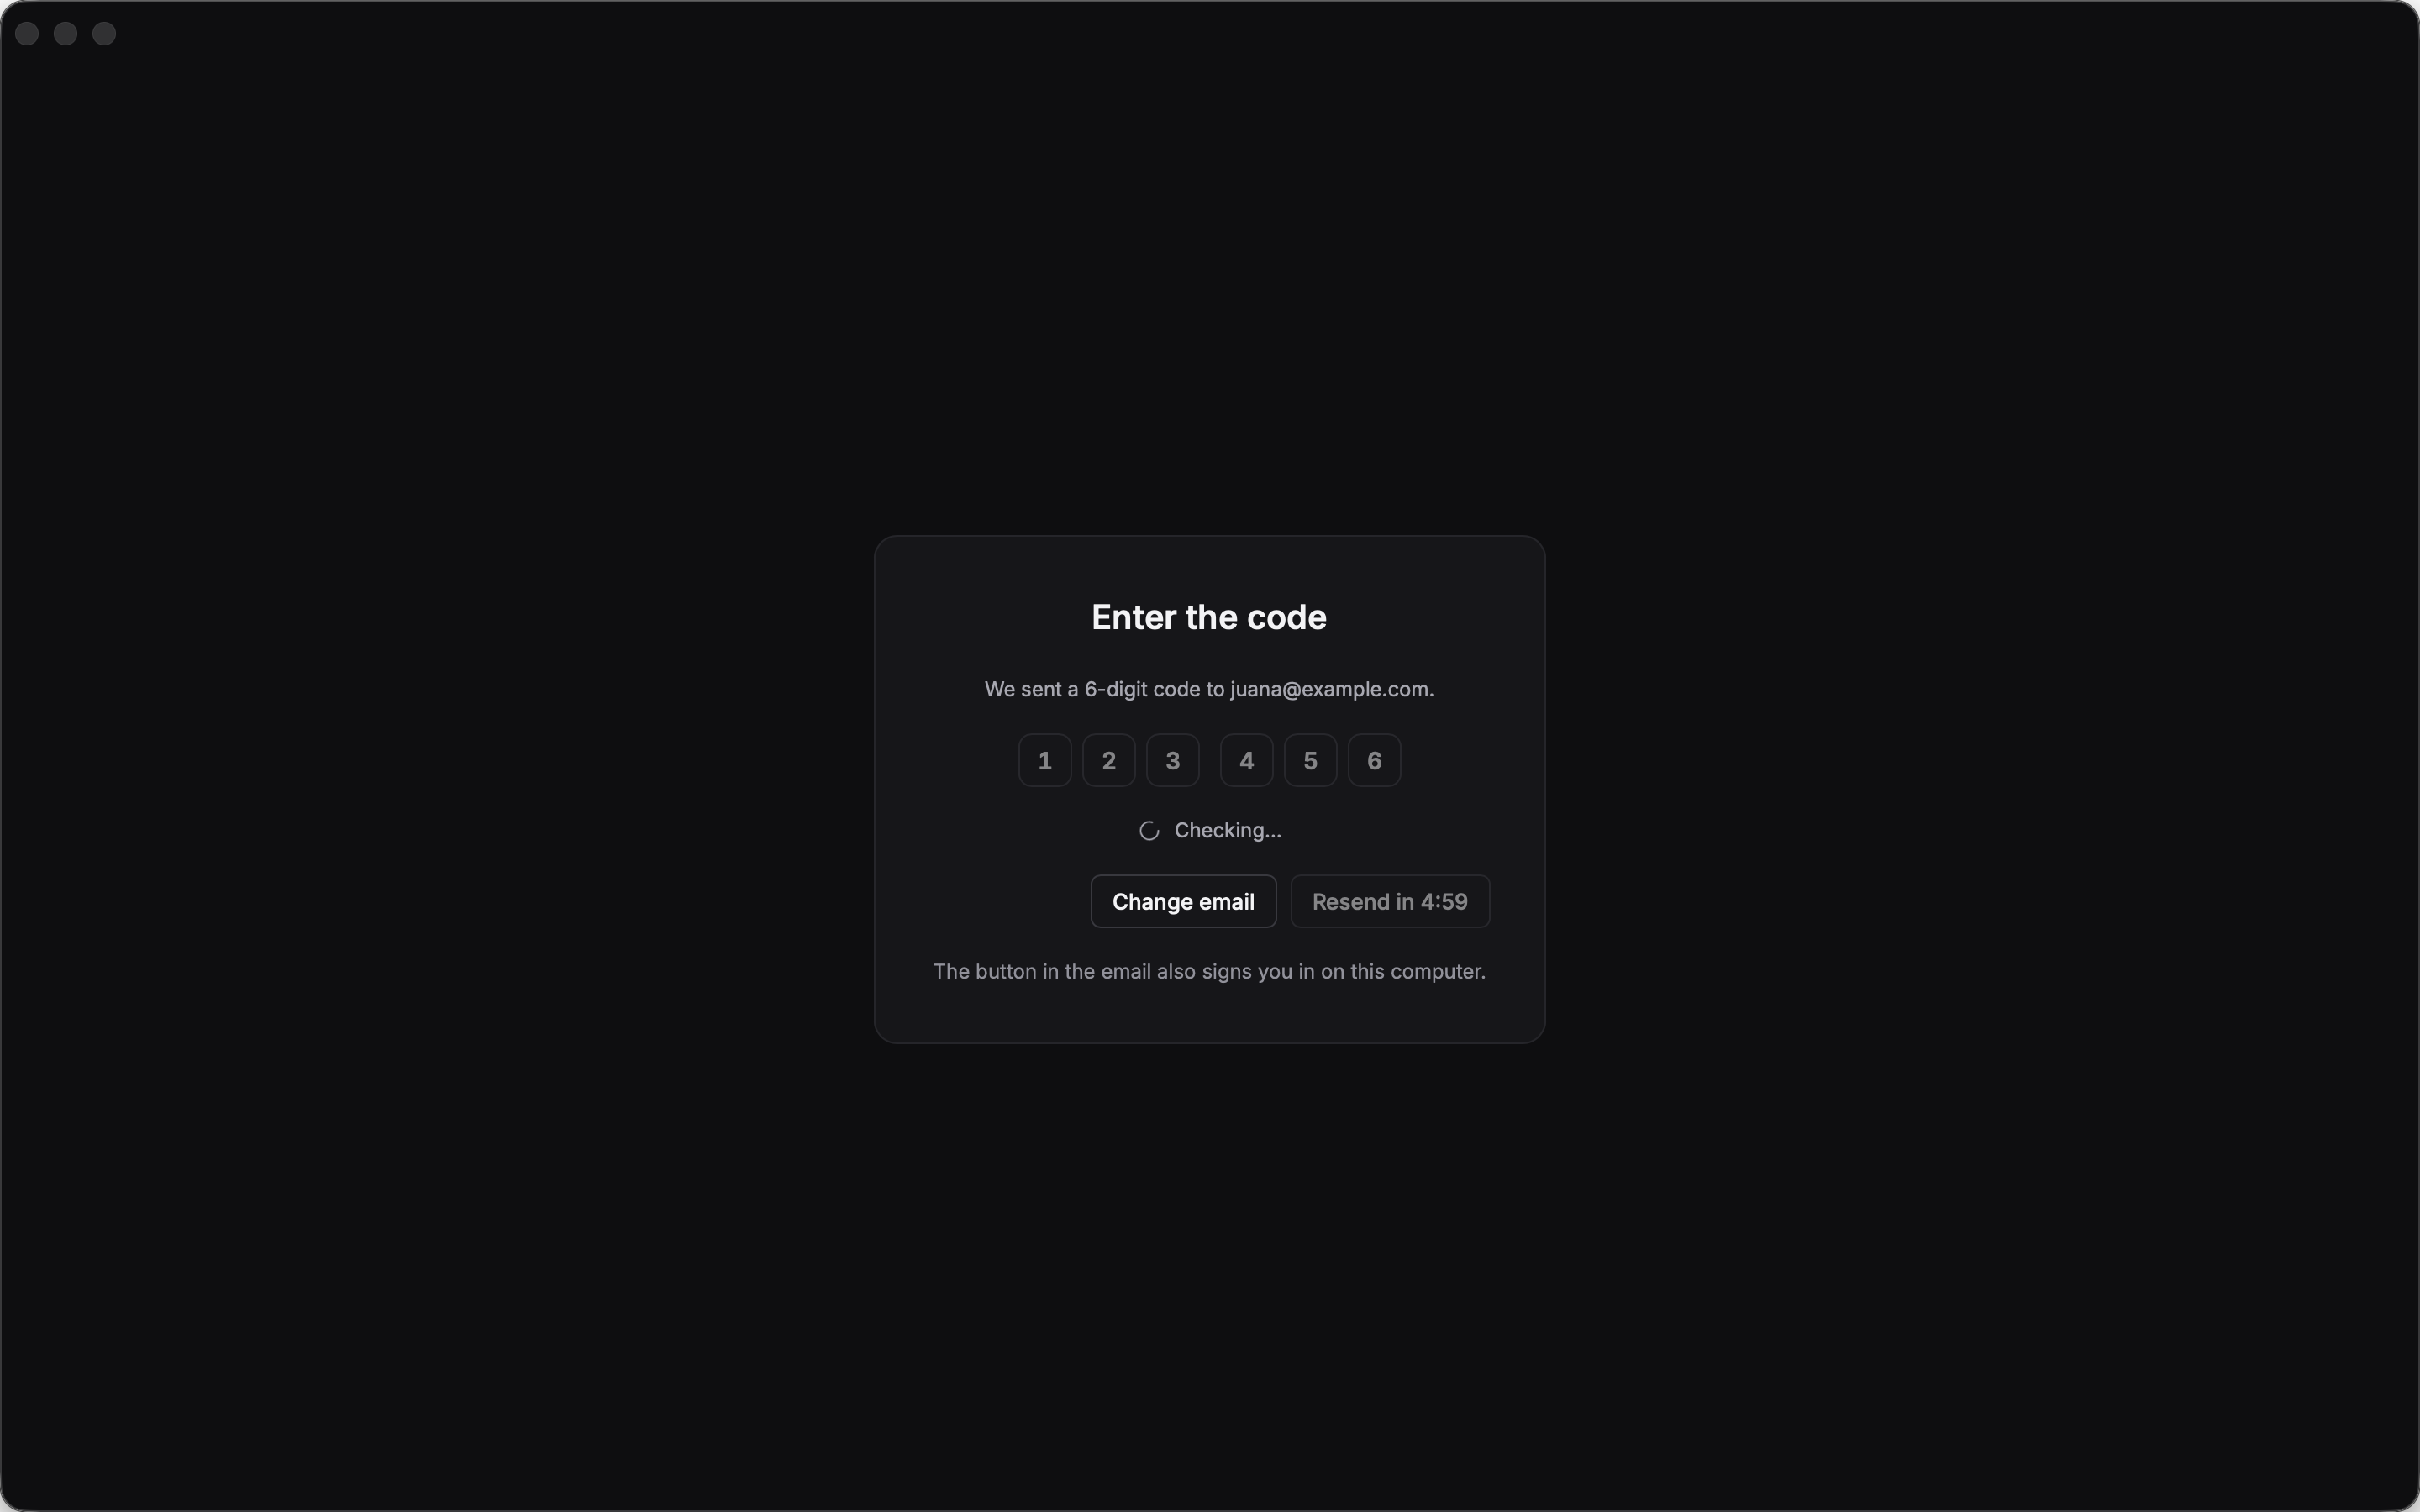 Enter the code
We sent a 6-digit code to juana@example.com.
1 2 3 4 5 6
Checking...
Change email Resend in 4:59
The button in the email also signs you in on this computer.